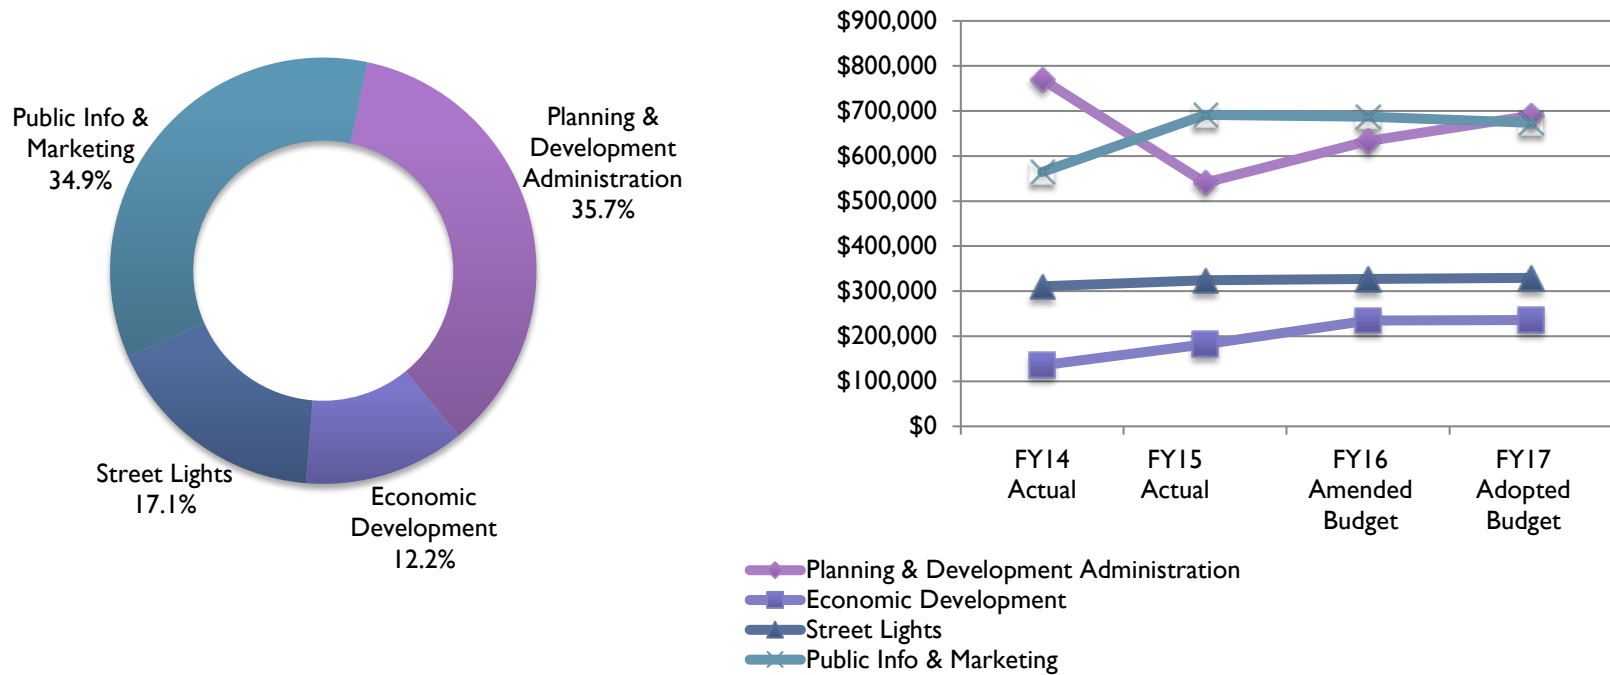 Public Info &
Marketing
34.9%
Planning &
Development
Administration
35.7%
Street Lights
17.1%
Economic
Development
12.2%
$900,000
$800,000
$700,000
$600,000
$500,000
$400,000
$300,000
$200,000
$100,000
$0
FY14
Actual
FY15
Actual
FY16
Amended
Budget
FY17
Adopted
Budget
Planning & Development Administration
Economic Development
Street Lights
Public Info & Marketing